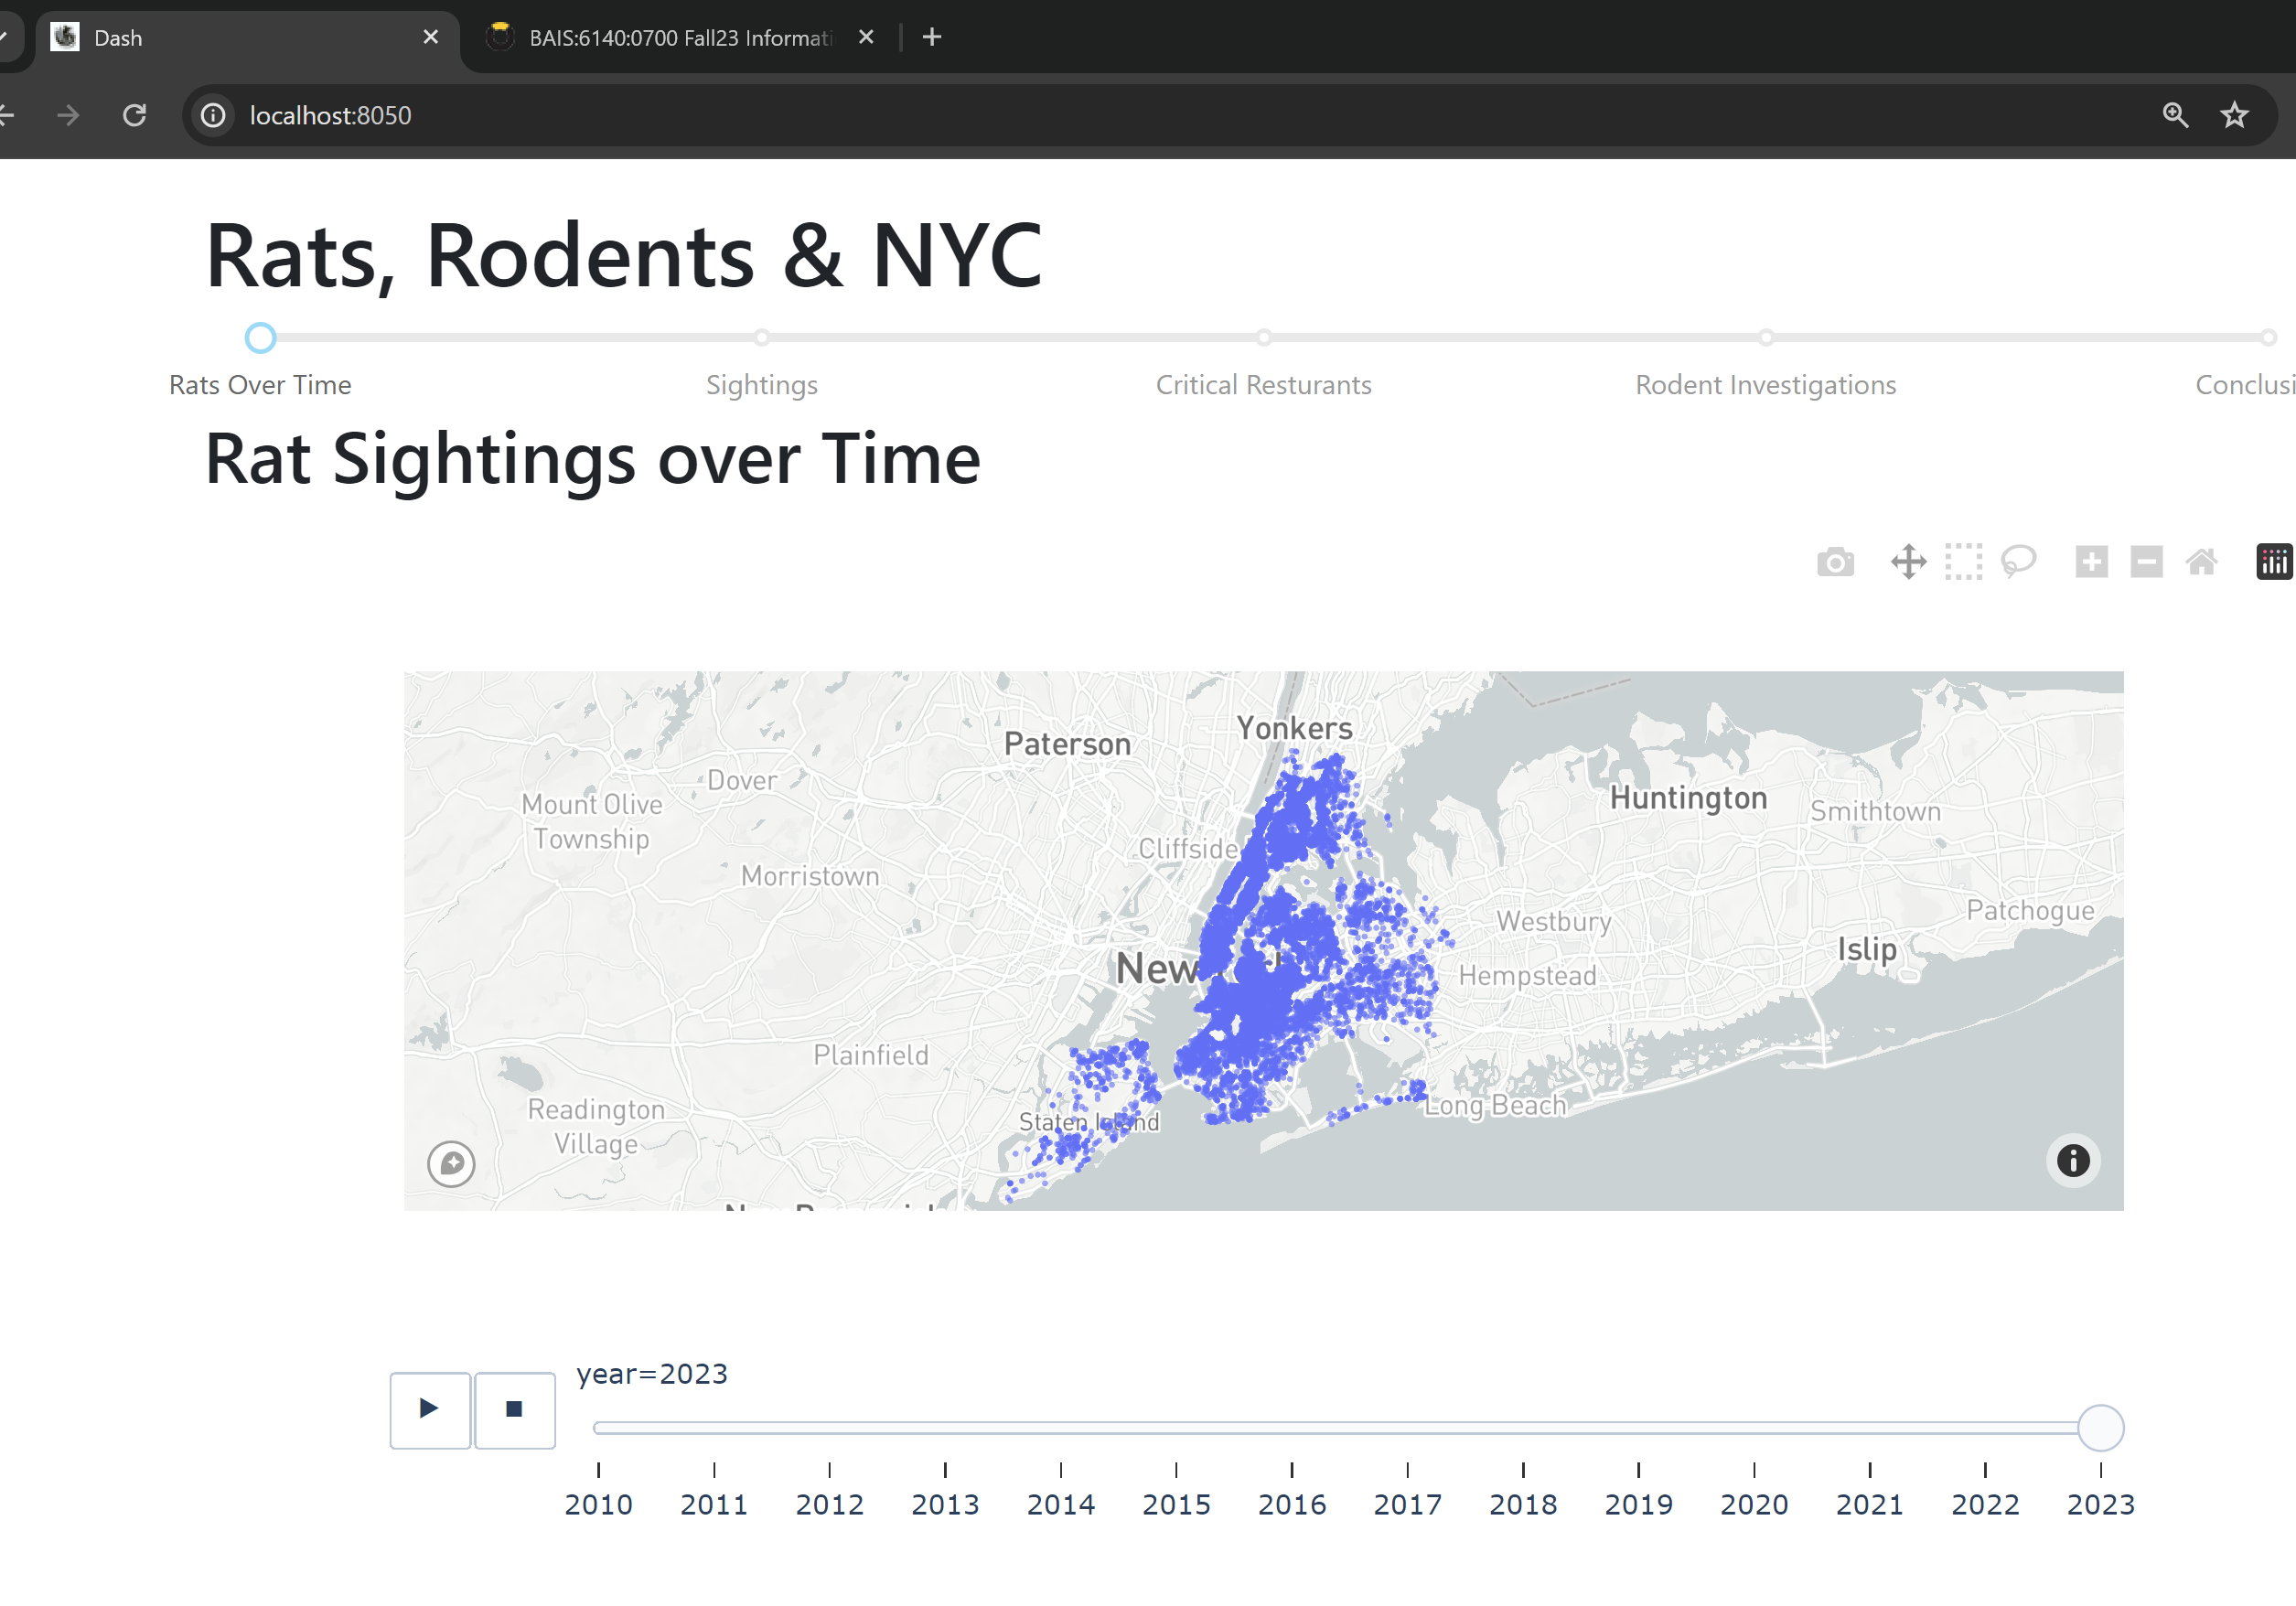 Dash
BAIS:6140:0700 Fall23 Informati
localhost:8050
Rats, Rodents & NYC
Rats Over Time
Sightings
Critical Resturants
Rodent Investigations
Conclusi
Rat Sightings over Time
Yonkers
Paterson
Dover
Huntington
Mount Olive
Township
Smithtown
Cliffside
Morristown
Patchogue
Westbury
Islip
New
Hempstead
Plainfield
Long Beach
Readington
Village
Staten Island
year=2023
2010
2011
2012
2013
2014
2015
2016
2017
2018
2019
2020
2021
2022
2023